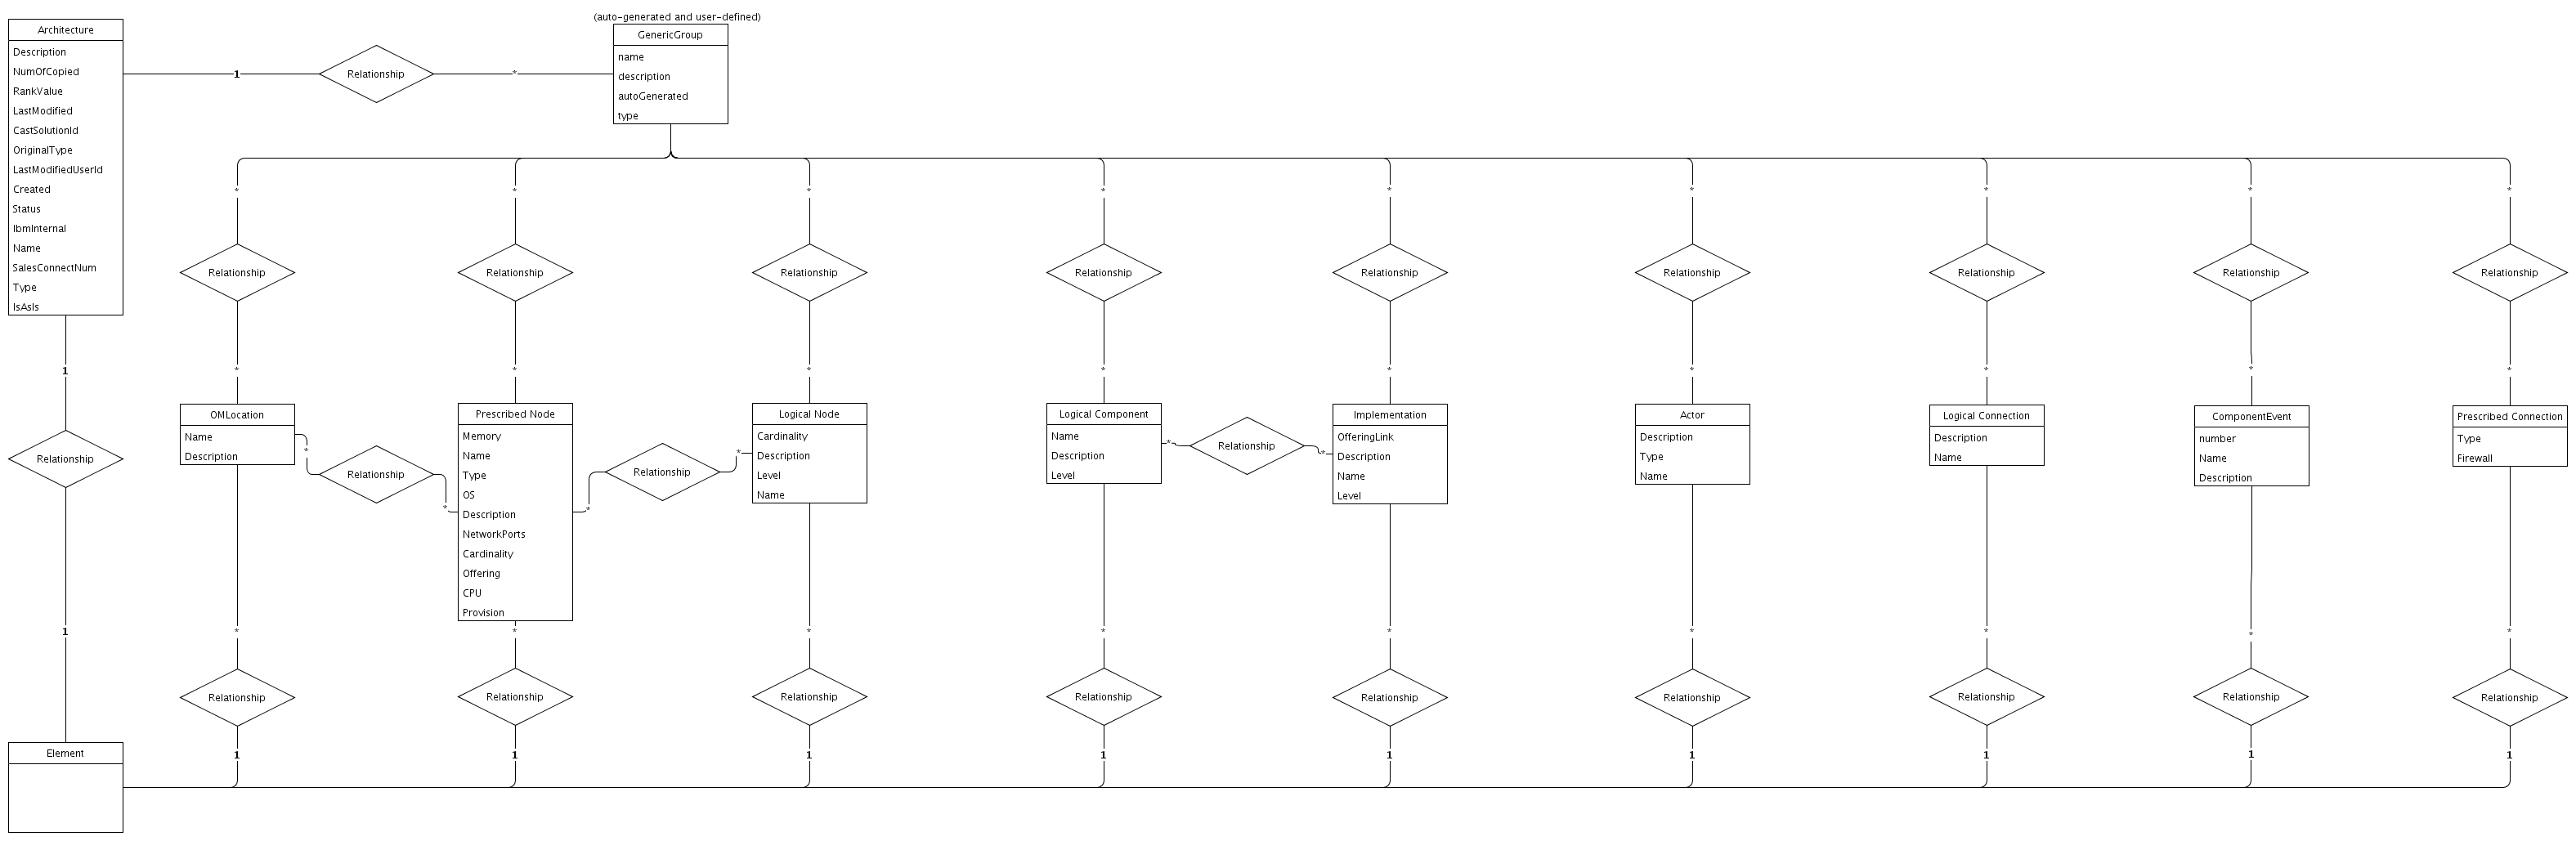 (auto-generated and user-defined)
Architecture
Description
NumOfCopied
RankValue
LastModified
CastSolutionId
OriginalType
LastModifiedUserId
Created
Status
IbmInternal
Name
SalesConnectNum
Type
IsAsIs
1
Relationship
*
GenericGroup
name
description
autoGenerated
type
* * * * * * * * *
Relationship Relationship Relationship Relationship Relationship Relationship Relationship Relationship Relationship
1 * * * * * * * * *
Relationship
OMLocation
Name
Description
*
Relationship
*
Prescribed Node
Memory
Name
Type
OS
Description
NetworkPorts
Cardinality
Offering
CPU
Provision
*
Relationship
*
Logical Node
Cardinality
Description
Level
Name
Logical Component
Name
Description
Level
*
Relationship
*
Implementation
OfferingLink
Description
Name
Level
Actor
Description
Type
Name
Logical Connection
Description
Name
ComponentEvent
number
Name
Description
Prescribed Connection
Type
Firewall
1 * * * * * * * * *
Relationship Relationship Relationship Relationship Relationship Relationship Relationship Relationship Relationship
1 1 1 1 1 1 1 1 1
Element